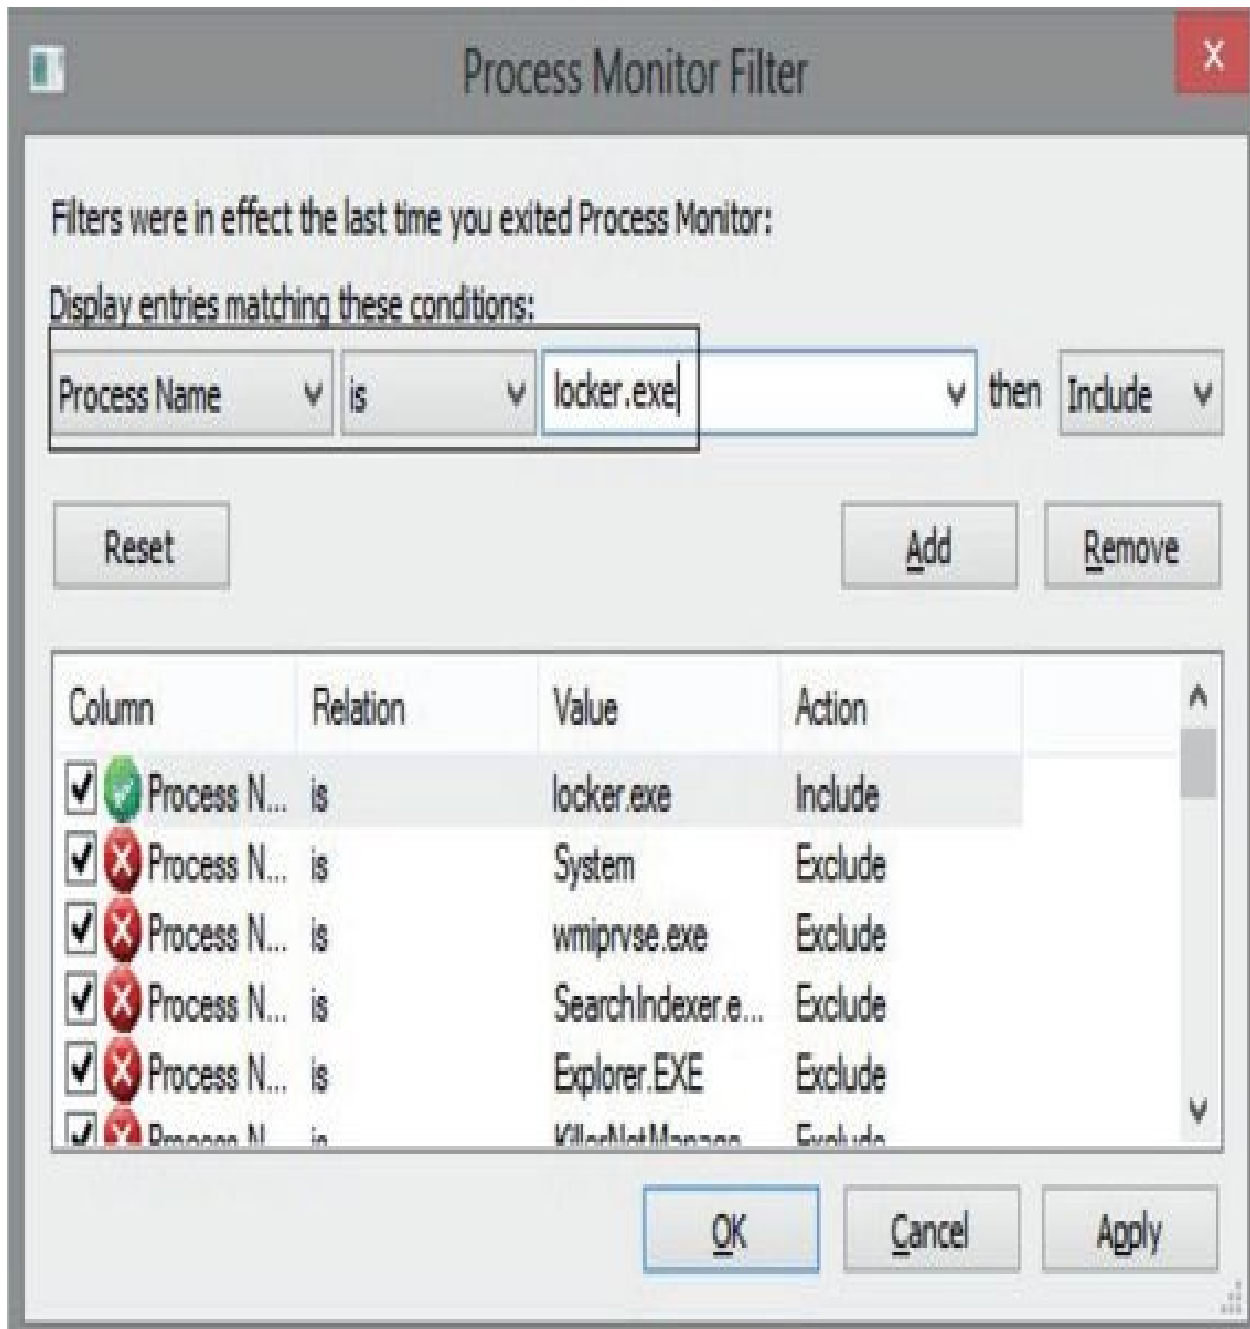 Process Monitor Filter
x
Filters were in effect the last time you exited Process Monitor:
Display entries matching these conditions:
Process Name is locker.exe then Include
Reset Add Remove
Column Relation Value Action
Process N... is locker.exe Include
Process N... is System Exclude
Process N... is wmiprvse.exe Exclude
Process N... is SearchIndexer.e... Exclude
Process N... is Explorer.EXE Exclude
Process N... is Exclude
OK Cancel Apply